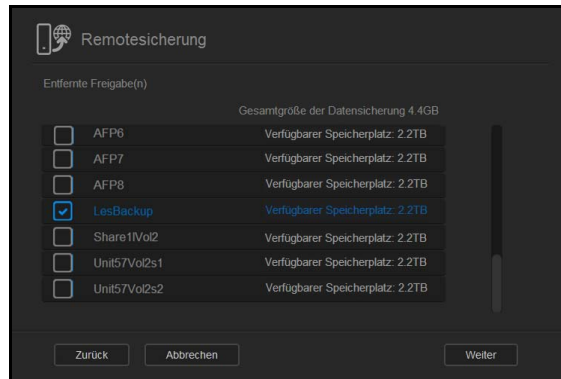 Remotesicherung
Entfernte Freigabe(n)
Gesamtgröße der Datensicherung 4.4GB
AFP6 Verfügbarer Speicherplatz: 2.2TB
AFP7 Verfügbarer Speicherplatz: 2.2TB
AFP8 Verfügbarer Speicherplatz: 2.2TB
LesBackup Verfügbarer Speicherplatz: 2.2TB
Share1lVol2 Verfügbarer Speicherplatz: 2.2TB
Unit57Vol2s1 Verfügbarer Speicherplatz: 2.2TB
Unit57Vol2s2 Verfügbarer Speicherplatz: 2.2TB
Zurück Abbrechen Weiter